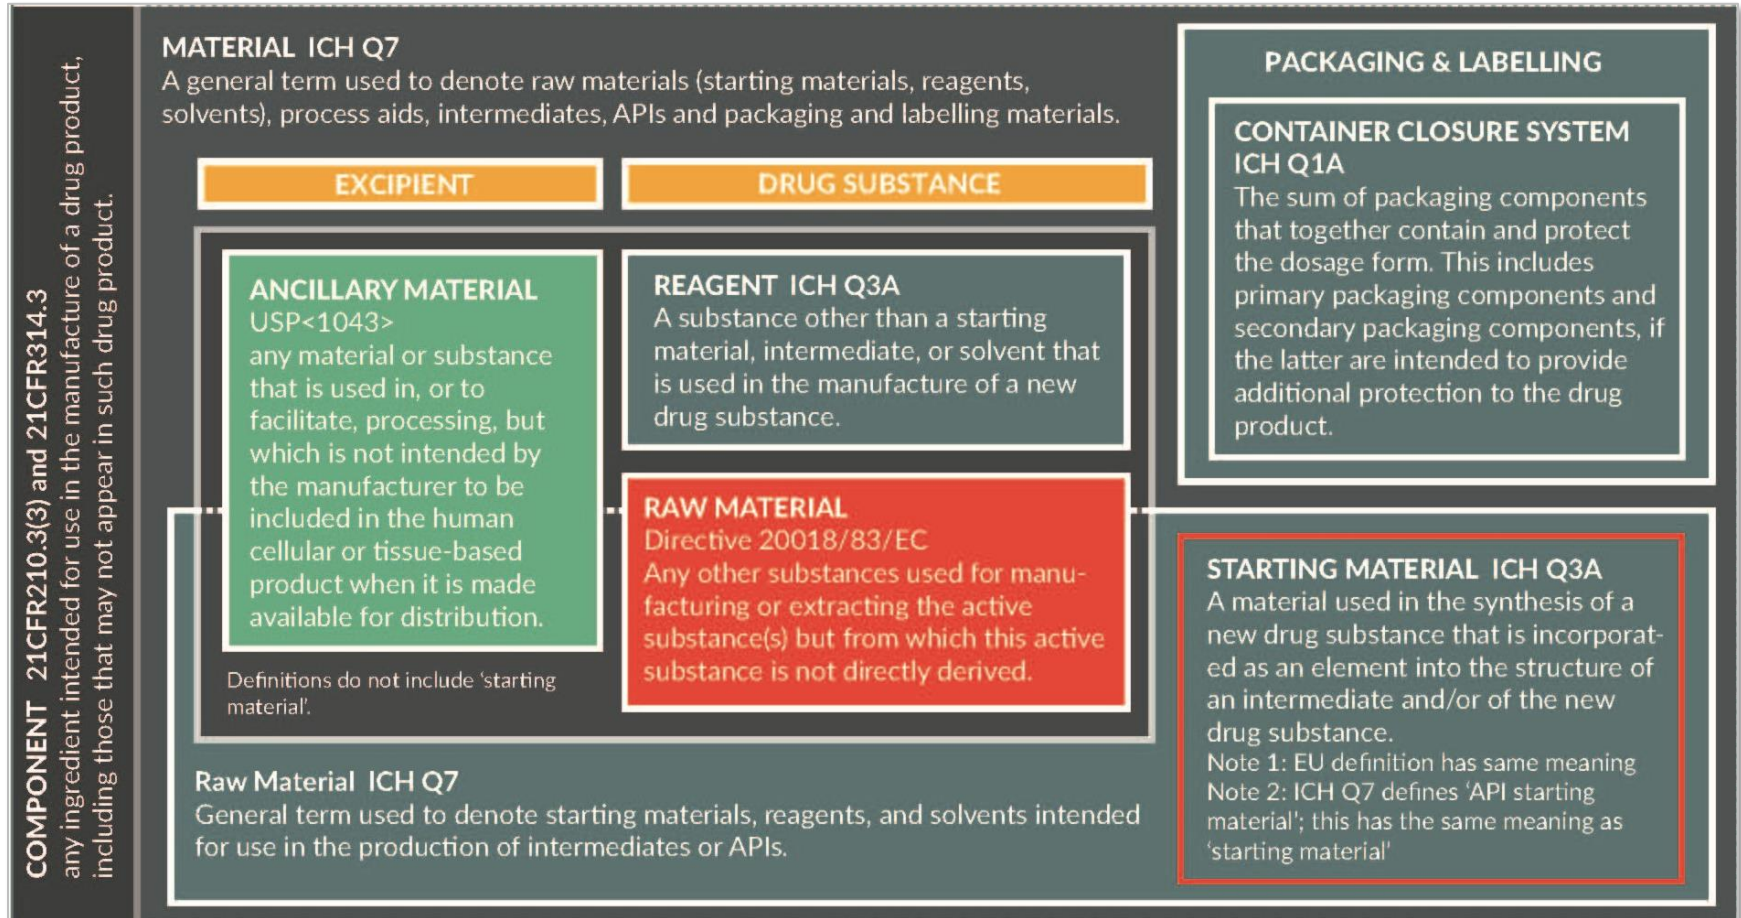 COMPONENT 21CFR210.3(3) and 21CFR314.3
any ingredient intended for use in the manufacture of a drug product,
including those that may not appear in such drug product.
MATERIAL ICH Q7
A general term used to denote raw materials (starting materials, reagents,
solvents), process aids, intermediates, APIs and packaging and labelling materials.
EXCIPIENT
DRUG SUBSTANCE
ANCILLARY MATERIAL
USP<1043>
any material or substance
that is used in, or to
facilitate, processing, but
which is not intended by
the manufacturer to be
included in the human
cellular or tissue-based
product when it is made
available for distribution.
Definitions do not include ‘starting
material’.
REAGENT ICH Q3A
A substance other than a starting
material, intermediate, or solvent that
is used in the manufacture of a new
drug substance.
RAW MATERIAL
Directive 20018/83/EC
Any other substances used for manu-
facturing or extracting the active
substance(s) but from which this active
substance is not directly derived.
Raw Material ICH Q7
General term used to denote starting materials, reagents, and solvents intended
for use in the production of intermediates or APIs.
PACKAGING & LABELLING
CONTAINER CLOSURE SYSTEM
ICH Q1A
The sum of packaging components
that together contain and protect
the dosage form. This includes
primary packaging components and
secondary packaging components, if
the latter are intended to provide
additional protection to the drug
product.
STARTING MATERIAL ICH Q3A
A material used in the synthesis of a
new drug substance that is incorporat-
ed as an element into the structure of
an intermediate and/or of the new
drug substance.
Note 1: EU definition has same meaning
Note 2: ICH Q7 defines ‘API starting
material’; this has the same meaning as
‘starting material’